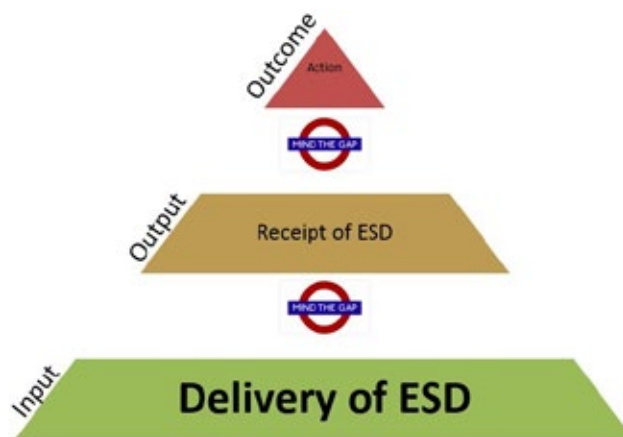 Outcome
Action
MIND THE GAP
Output
Receipt of ESD
MIND THE GAP
Input
Delivery of ESD